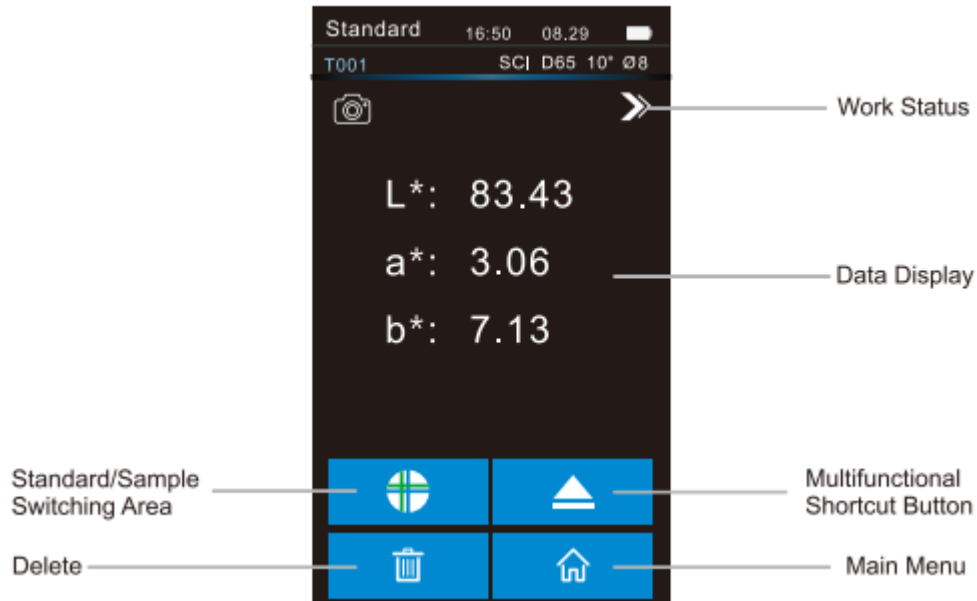 Standard 16:50 08.29
T001 SCI D65 10° Ø8
Work Status
L*: 83.43
a*: 3.06
Data Display
b*: 7.13
Standard/Sample
Switching Area
Multifunctional
Shortcut Button
Delete
Main Menu